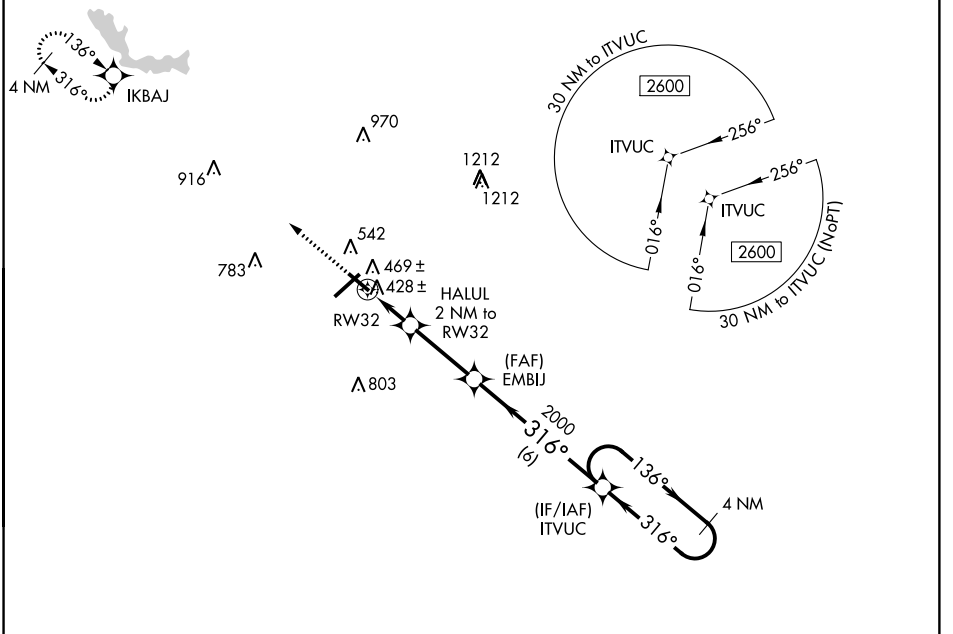 136°
316°
4 NM
IKBAJ
970
916
1212
1212
542
783
469 ±
428 ±
RW32
HALUL
2 NM to
RW32
803
(FAF)
EMBIJ
2000
316°
(6)
(IF/IAF)
ITVUC
136°
316°
4 NM
30 NM to ITVUC
2600
ITVUC
256°
016°
256°
ITVUC
016°
2600
30 NM to ITVUC (NoPT)